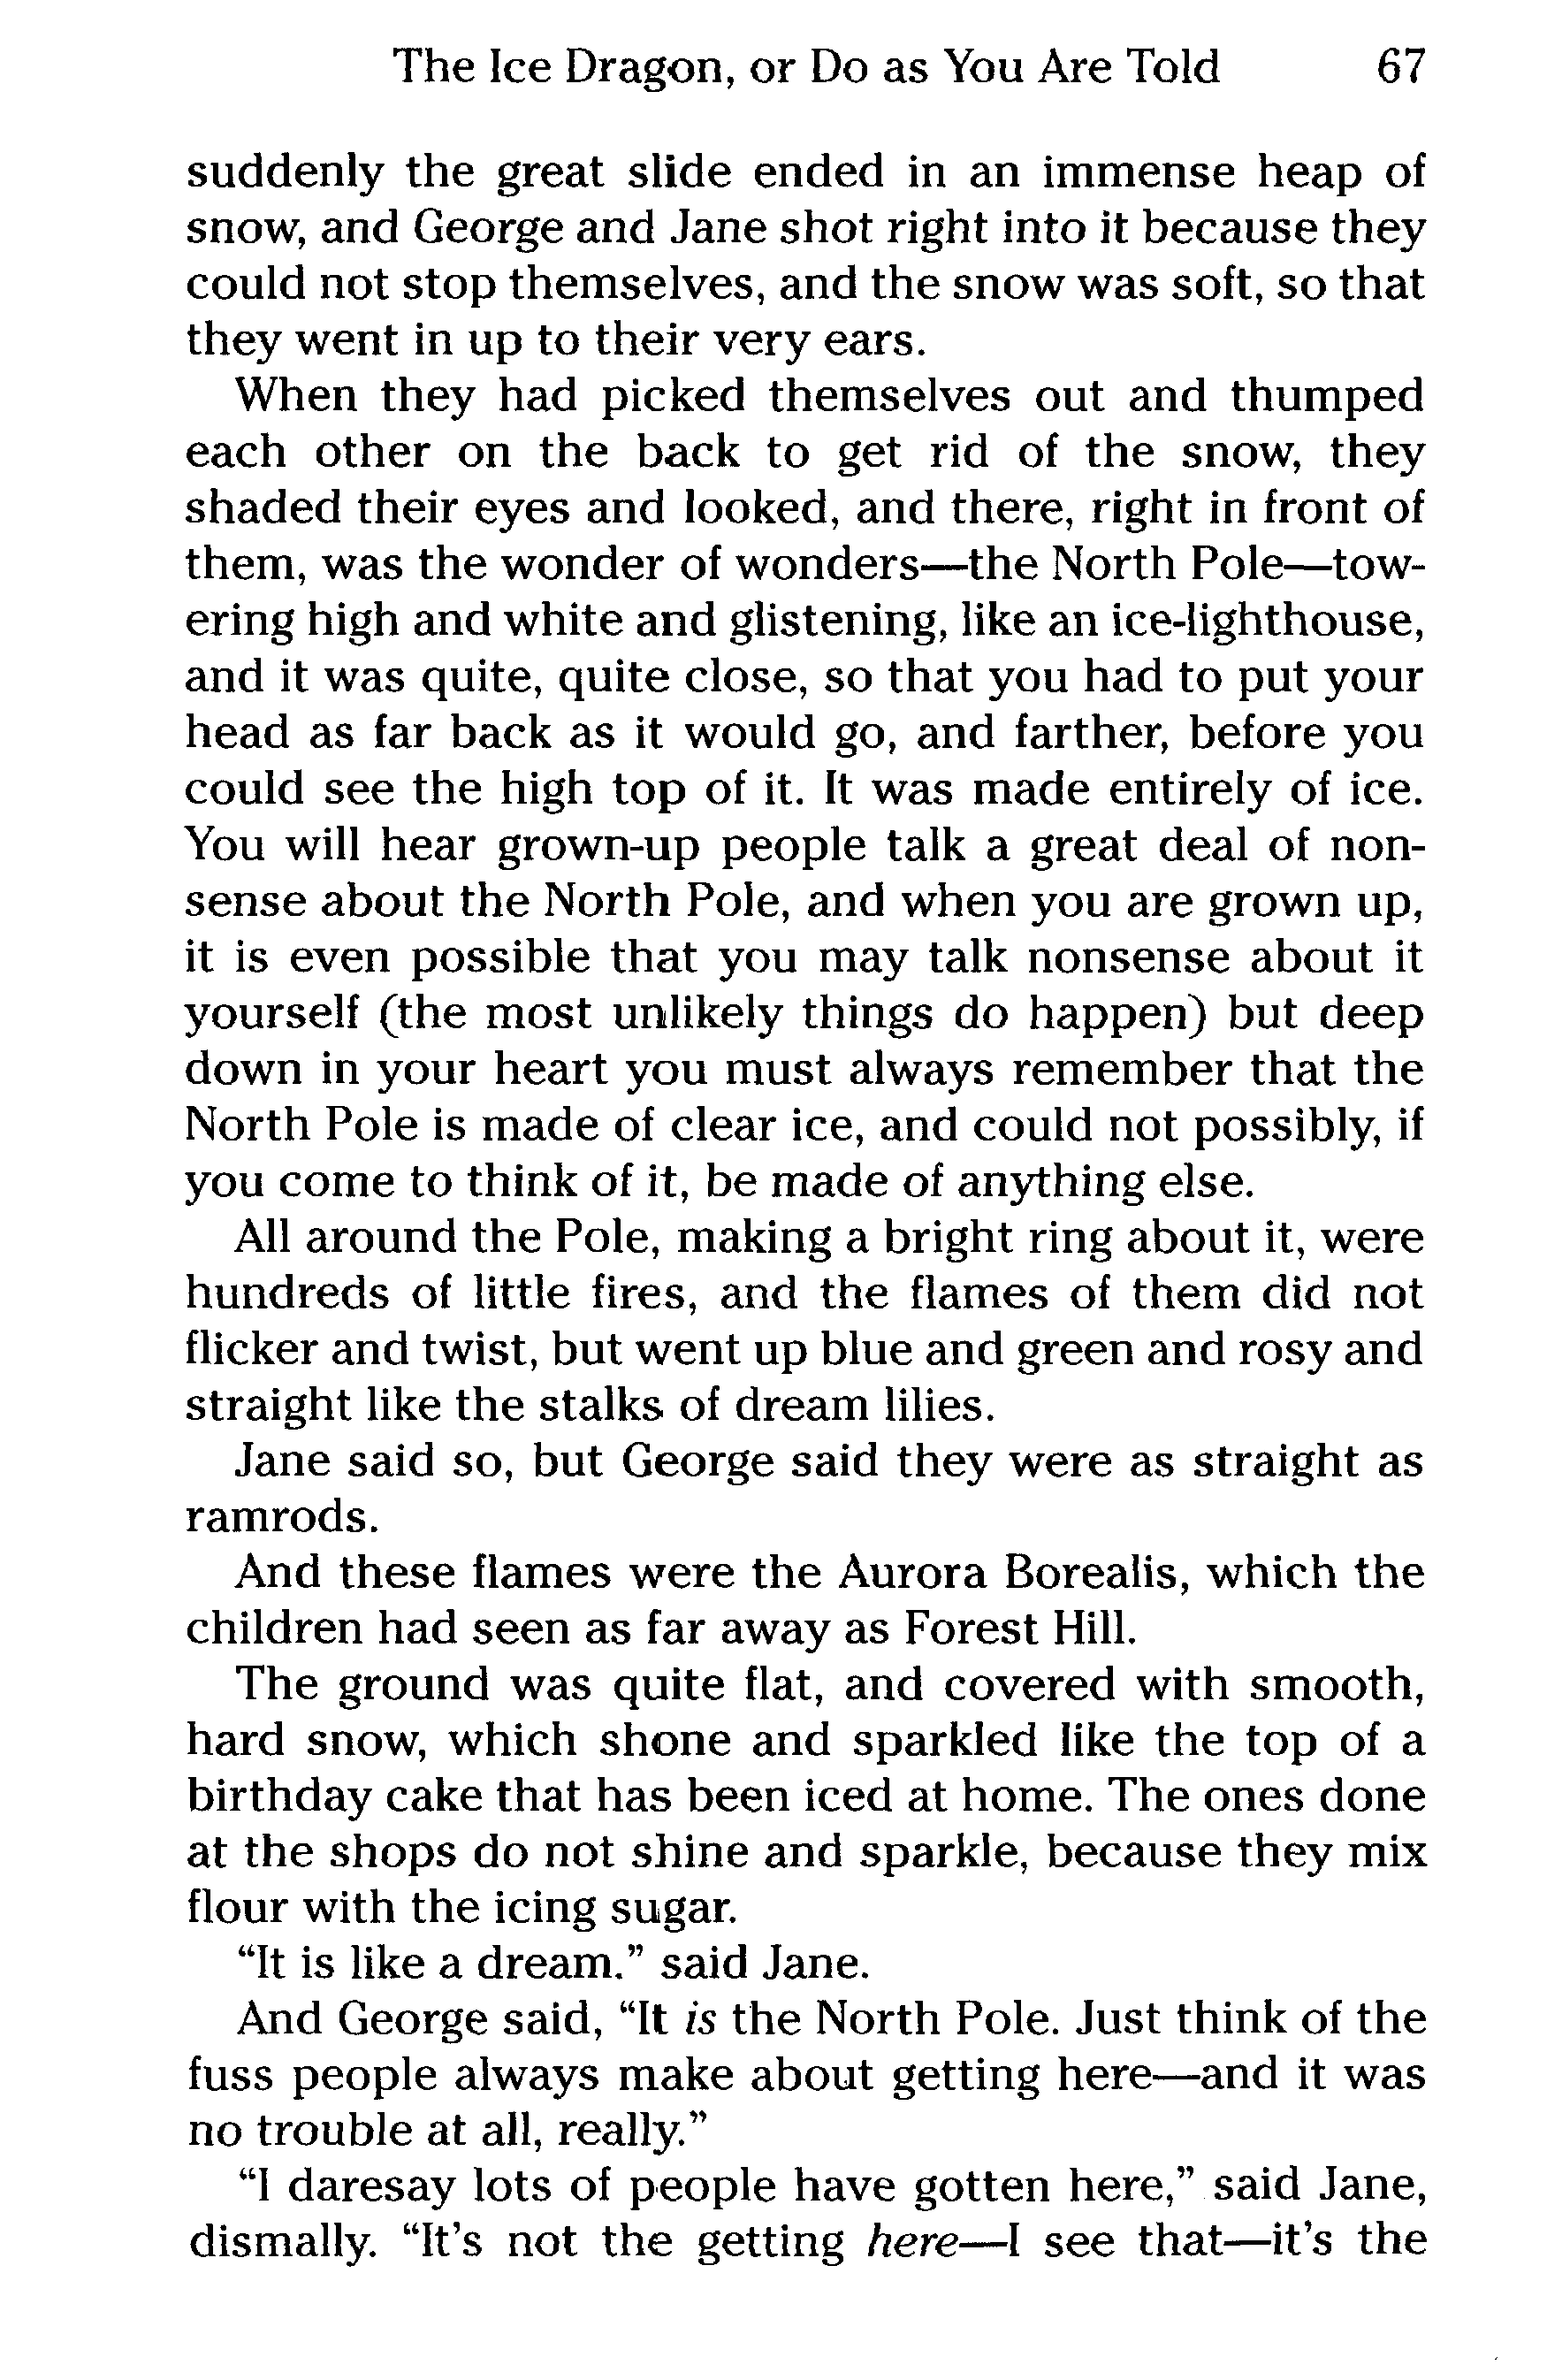 The Ice Dragon, or Do as You Are Told 67
suddenly the great slide ended in an immense heap of
snow, and George and Jane shot right into it because they
could not stop themselves, and the snow was soft, so that
they went in up to their very ears.
When they had picked themselves out and thumped
each other on the back to get rid of the snow, they
shaded their eyes and looked, and there, right in front of
them, was the wonder of wonders—the North Pole—tow-
ering high and white and glistening, like an ice-lighthouse,
and it was quite, quite close, so that you had to put your
head as far back as it would go, and farther, before you
could see the high top of it. It was made entirely of ice.
You will hear grown-up people talk a great deal of non-
sense about the North Pole, and when you are grown up,
it is even possible that you may talk nonsense about it
yourself (the most unlikely things do happen) but deep
down in your heart you must always remember that the
North Pole is made of clear ice, and could not possibly, if
you come to think of it, be made of anything else.
All around the Pole, making a bright ring about it, were
hundreds of little fires, and the flames of them did not
flicker and twist, but went up blue and green and rosy and
straight like the stalks of dream lilies.
Jane said so, but George said they were as straight as
ramrods.
And these flames were the Aurora Borealis, which the
children had seen as far away as Forest Hill.
The ground was quite flat, and covered with smooth,
hard snow, which shone and sparkled like the top of a
birthday cake that has been iced at home. The ones done
at the shops do not shine and sparkle, because they mix
flour with the icing sugar.
“It is like a dream.” said Jane.
And George said, “It is the North Pole. Just think of the
fuss people always make about getting here—and it was
no trouble at all, really.”
“I daresay lots of people have gotten here,” said Jane,
dismally. “It’s not the getting here—I see that—it’s the